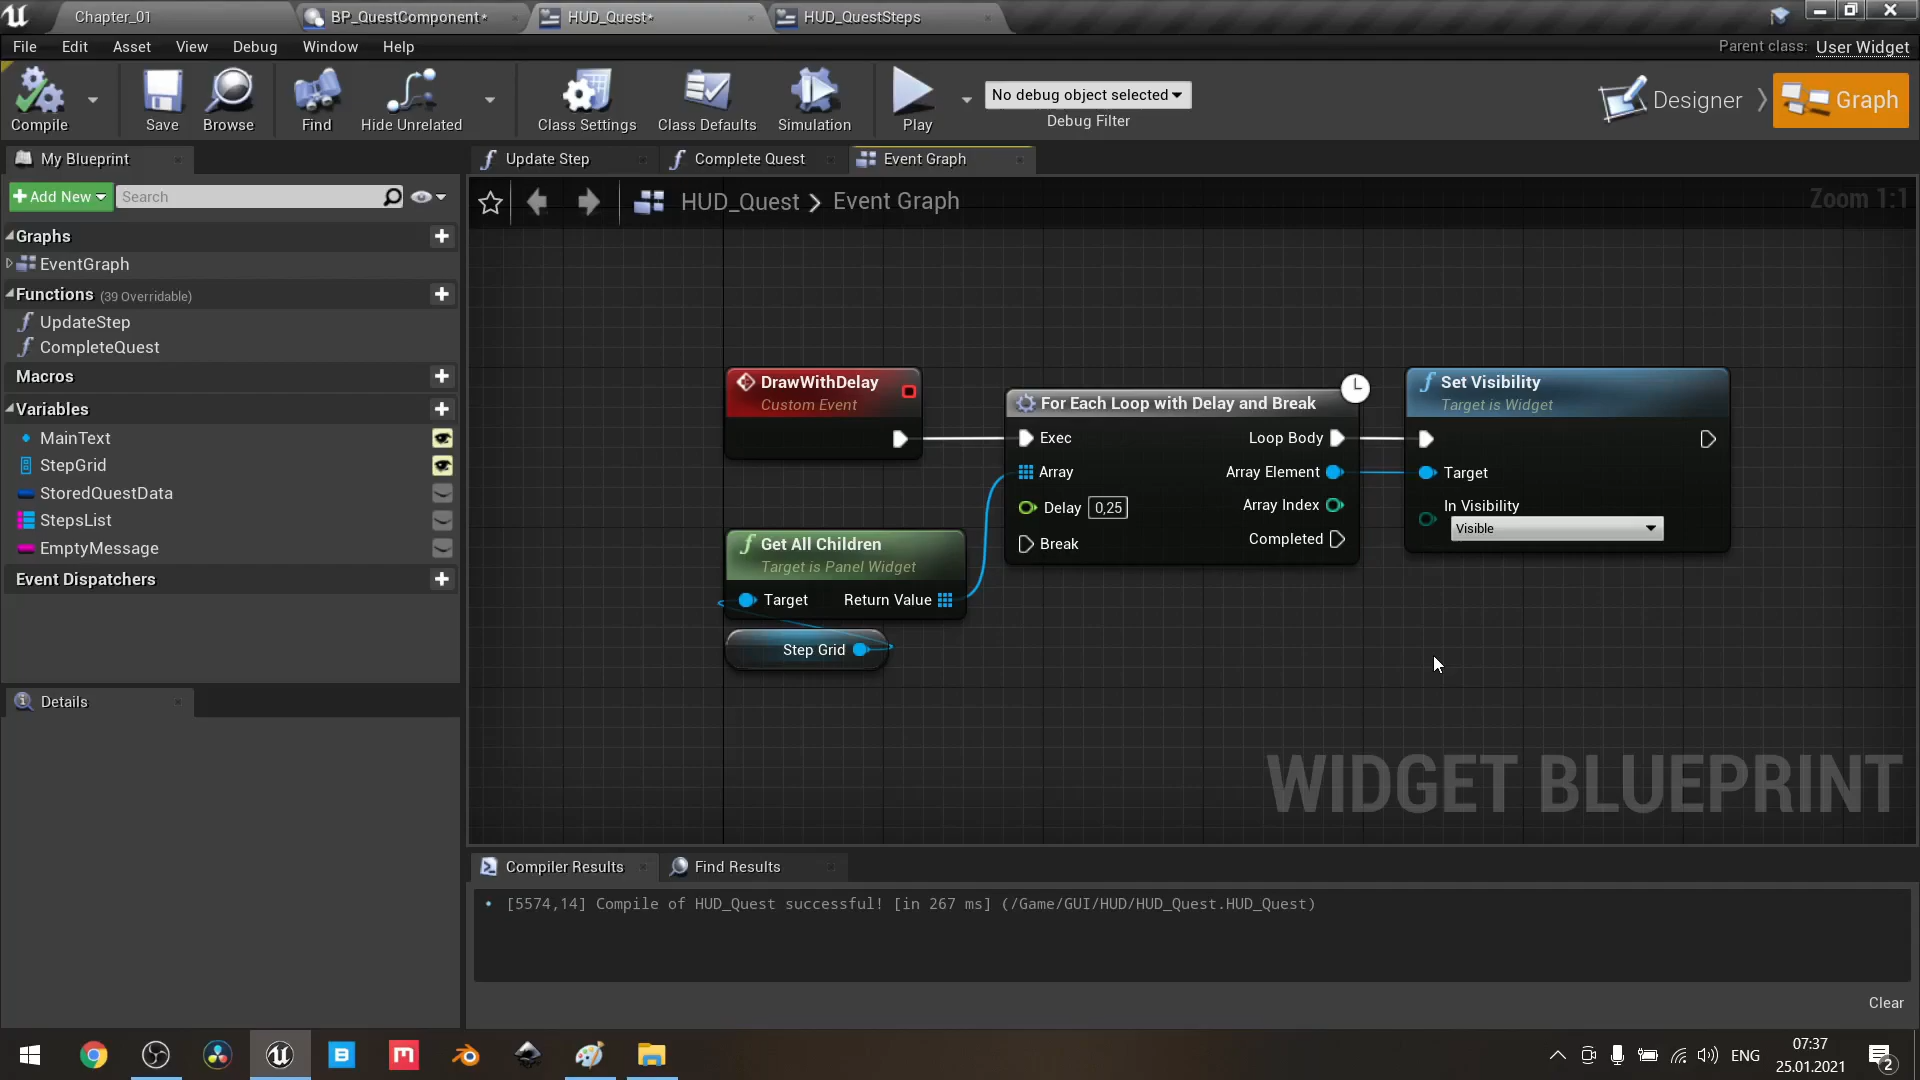 Chapter_01
BP_QuestComponent*
HUD_Quest*
HUD_QuestSteps
File Edit Asset View Debug Window Help
Parent class: User Widget
Compile
Save
Browse
Find
Hide Unrelated
Class Settings
Class Defaults
Simulation
Play
No debug object selected
Debug Filter
Designer
Graph
My Blueprint
Update Step
Complete Quest
Event Graph
Add New
Search
HUD_Quest
Event Graph
Zoom 1:1
Graphs
EventGraph
Functions (39 Overridable)
UpdateStep
CompleteQuest
Macros
Variables
MainText
StepGrid
StoredQuestData
StepsList
EmptyMessage
Event Dispatchers
Details
DrawWithDelay
Custom Event
For Each Loop with Delay and Break
Exec
Loop Body
Array
Array Element
Delay 0,25
Array Index
Break
Completed
Set Visibility
Target is Widget
Target
In Visibility
Visible
Get All Children
Target is Panel Widget
Target
Return Value
Step Grid
WIDGET BLUEPRINT
Compiler Results
Find Results
[5574,14] Compile of HUD_Quest successful! [in 267 ms] (/Game/GUI/HUD/HUD_Quest.HUD_Quest)
Clear
ENG
07:37
25.01.2021
2